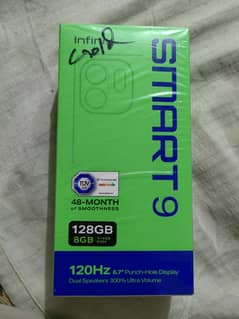 Infin
SMART 9
48-MONTH
OF SMOOTHNESS
128GB
8GB
120Hz 6.7" Punch-Hole Display
Dual Speakers 300% Ultra Volume